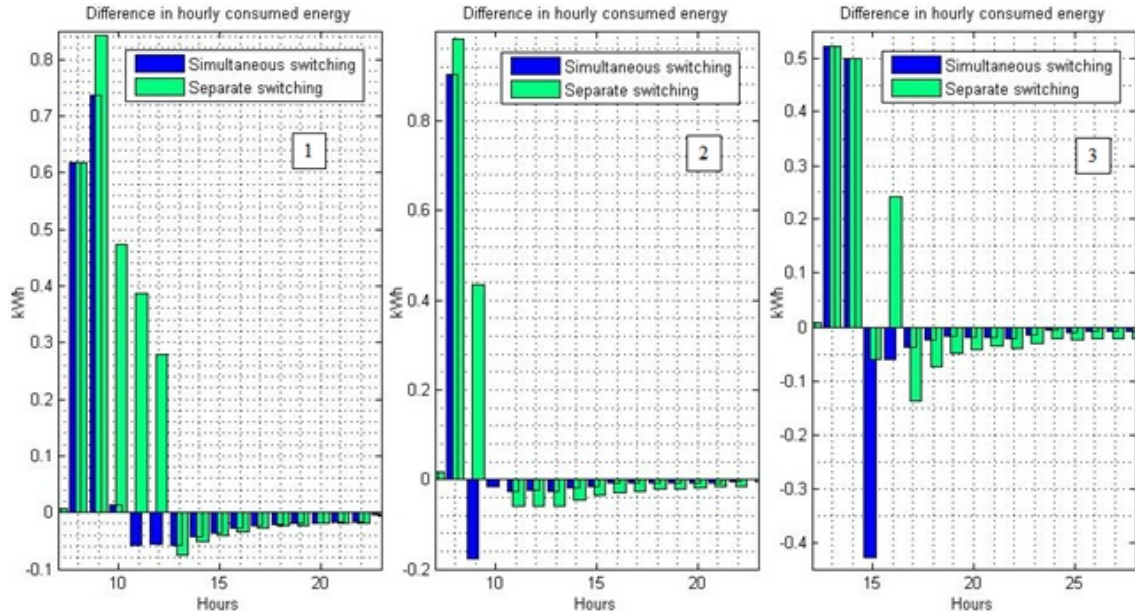 Difference in hourly consumed energy
Simultaneous switching
Separate switching
1
0.8
0.7
0.6
0.5
0.4
0.3
0.2
0.1
0
-0.1
kWh
10
15
20
Hours
Difference in hourly consumed energy
Simultaneous switching
Separate switching
2
0.8
0.6
0.4
0.2
0
-0.2
10
15
20
Hours
Difference in hourly consumed energy
Simultaneous switching
Separate switching
3
0.5
0.4
0.3
0.2
0.1
0
-0.1
-0.2
-0.3
-0.4
kWh
15
20
25
Hours